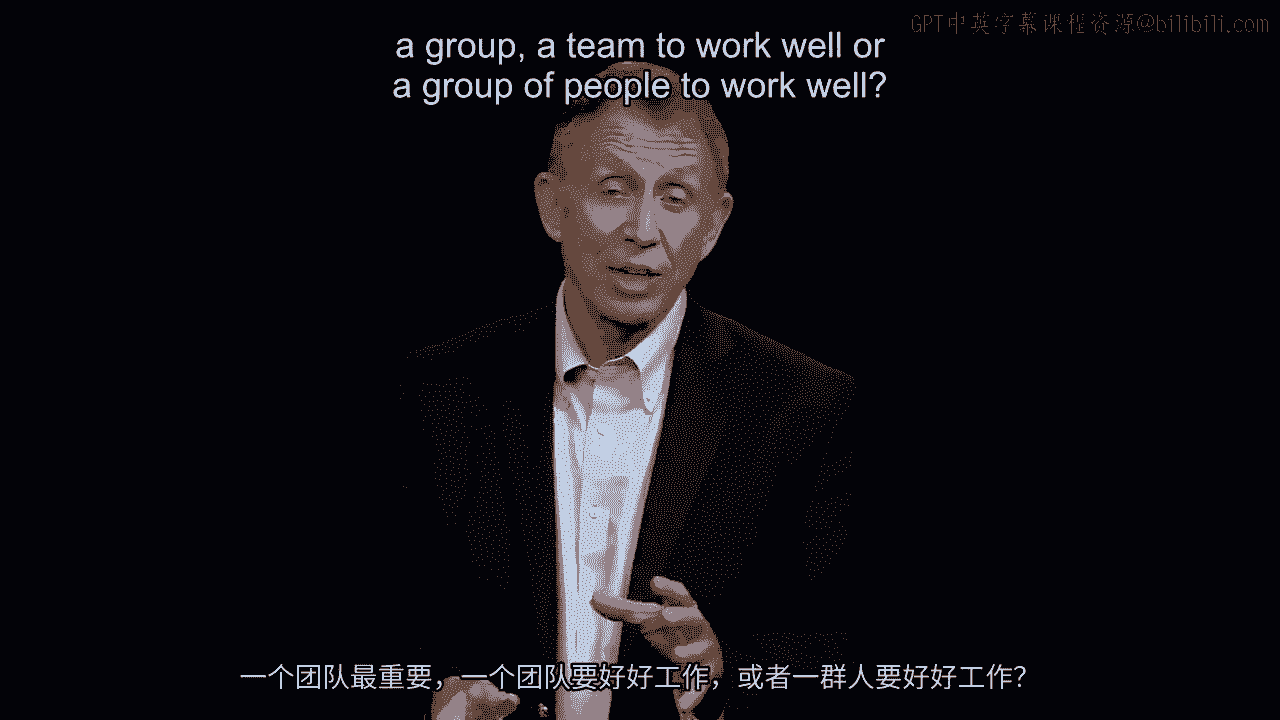 GPT中英字幕课程资源@bilibili.com
a group, a team to work well or
a group of people to work well?
一个团队最重要，一个团队要好好工作，或者一群人要好好工作？